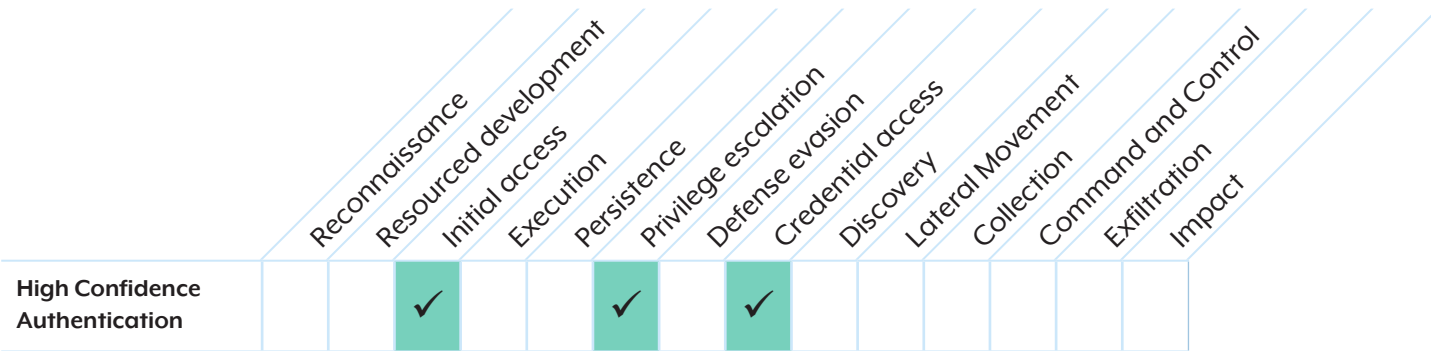 Reconnaissance
Resourced development
Initial access
Execution
Persistence
Privilege escalation
Defense evasion
Credential access
Discovery
Lateral Movement
Collection
Command and Control
Exfiltration
Impact
High Confidence
Authentication
✓ ✓ ✓